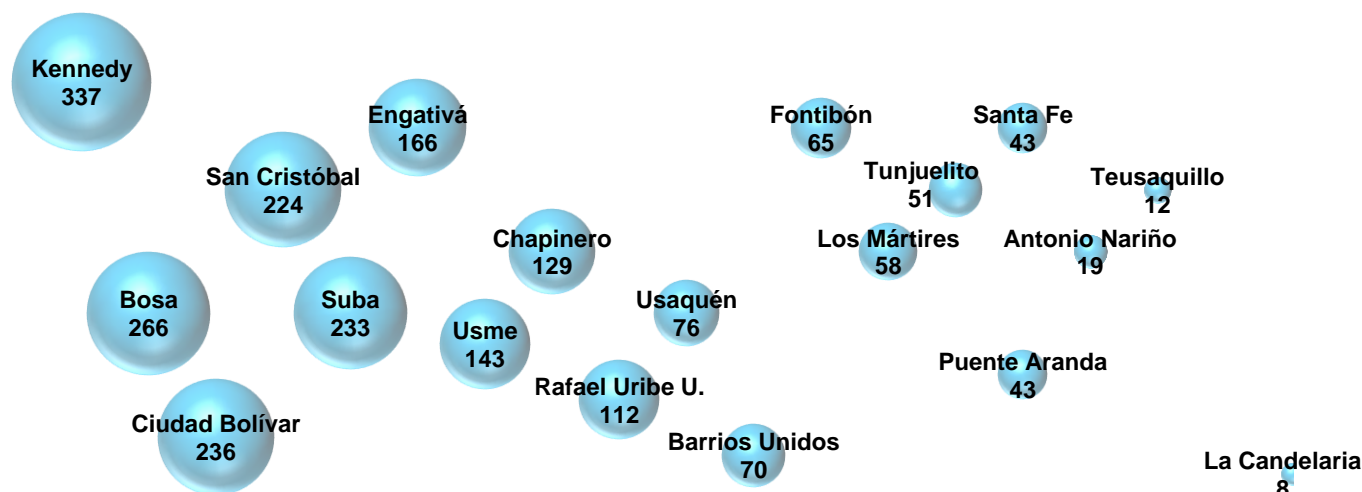 Kennedy
337
Engativá
166
Fontibón
65
Santa Fe
43
San Cristóbal
224
Tunjuelito
51
Teusaquillo
12
Chapinero
129
Los Mártires
58
Antonio Nariño
19
Bosa
266
Suba
233
Usaquén
76
Usme
143
Puente Aranda
43
Rafael Uribe U.
112
Ciudad Bolívar
236
Barrios Unidos
70
La Candelaria
8